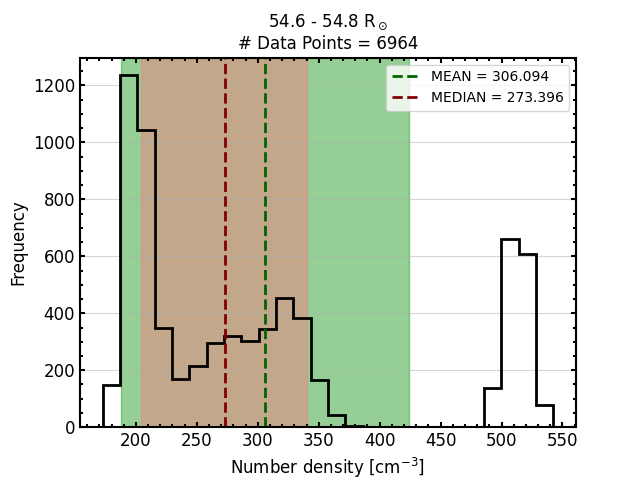 54.6 - 54.8 R⊙
# Data Points = 6964
MEAN = 306.094
MEDIAN = 273.396
Frequency
1200
1000
800
600
400
200
0
200 250 300 350 400 450 500 550
Number density [cm⁻³]